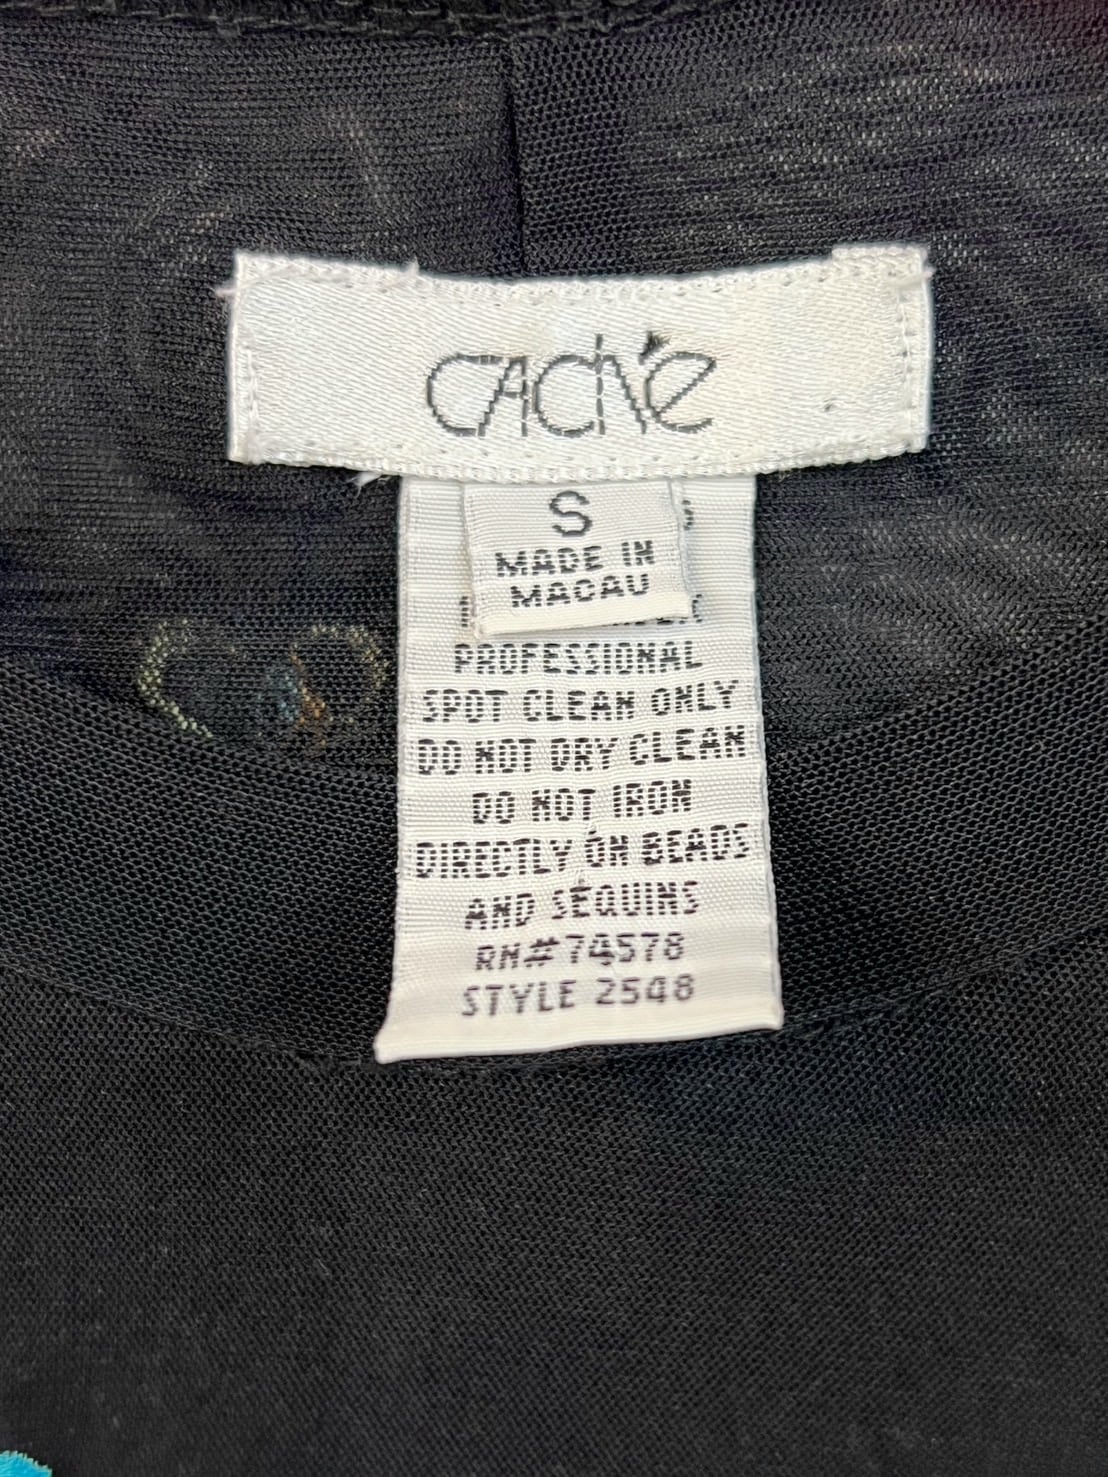 Caché
S
MADE IN
MACAU
PROFESSIONAL
SPOT CLEAN ONLY
DO NOT DRY CLEAN
DO NOT IRON
DIRECTLY ON BEADS
AND SEQUINS
RN#74578
STYLE 2548